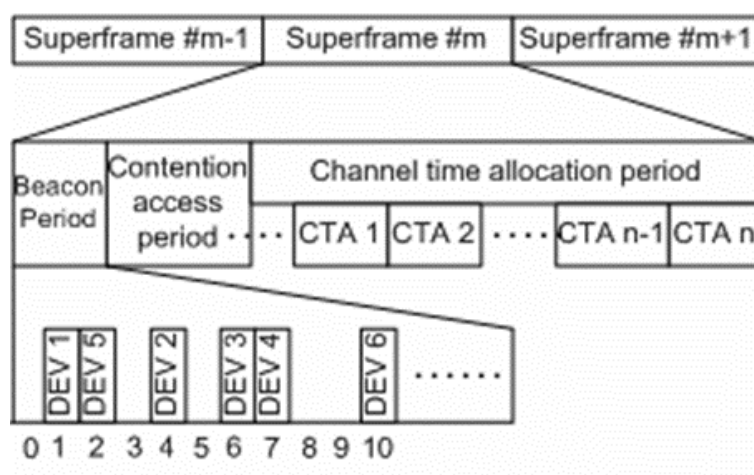 Superframe #m-1 Superframe #m Superframe #m+1
Beacon Period
Contention access period
Channel time allocation period
.... CTA 1 CTA 2 ..... CTA n-1 CTA n
DEV 1 DEV 5 DEV 2 DEV 3 DEV 4 DEV 6 ......
0 1 2 3 4 5 6 7 8 9 10